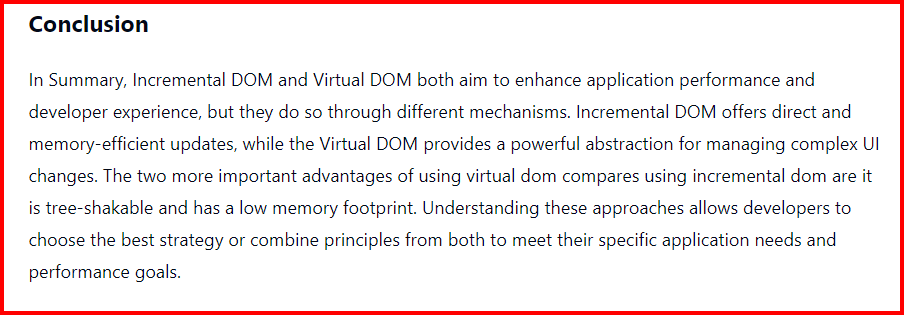 Conclusion
In Summary, Incremental DOM and Virtual DOM both aim to enhance application performance and
developer experience, but they do so through different mechanisms. Incremental DOM offers direct and
memory-efficient updates, while the Virtual DOM provides a powerful abstraction for managing complex UI
changes. The two more important advantages of using virtual dom compares using incremental dom are it
is tree-shakable and has a low memory footprint. Understanding these approaches allows developers to
choose the best strategy or combine principles from both to meet their specific application needs and
performance goals.